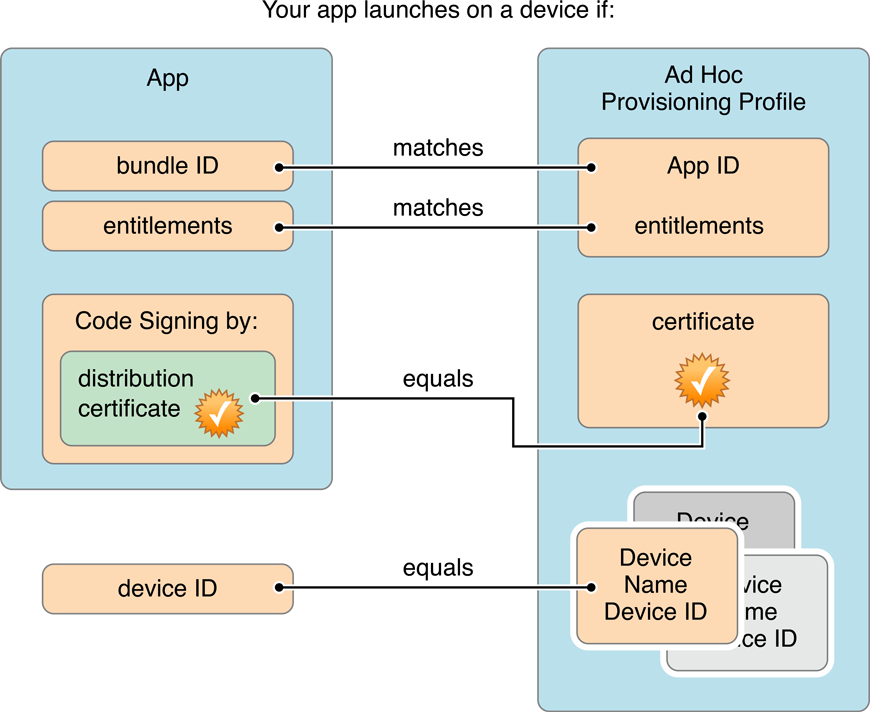 Your app launches on a device if:
App
Ad Hoc
Provisioning Profile
bundle ID
matches
App ID
entitlements
matches
entitlements
Code Signing by:
distribution
certificate
equals
certificate
device ID
equals
Device
Device
Name
Device ID